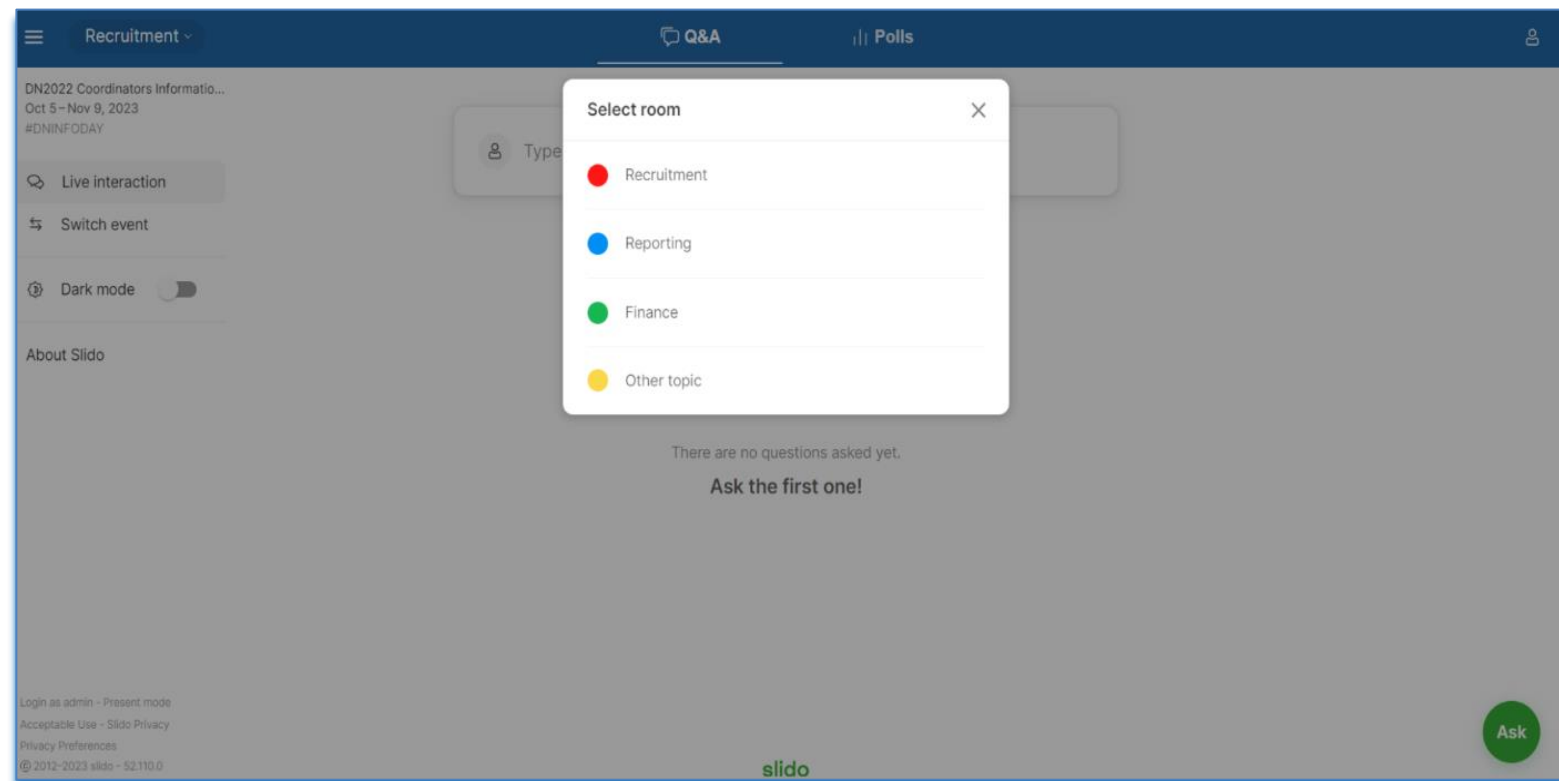 Recruitment
Q&A
Polls
DN2022 Coordinators Informatio...
Oct 5 – Nov 9, 2023
#DNINFODAY
Live interaction
Switch event
Dark mode
About Slido
Type
Select room
Recruitment
Reporting
Finance
Other topic
There are no questions asked yet.
Ask the first one!
Login as admin - Present mode
Acceptable Use - Slido Privacy
Privacy Preferences
© 2012-2023 slido - 52.110.0
slido
Ask